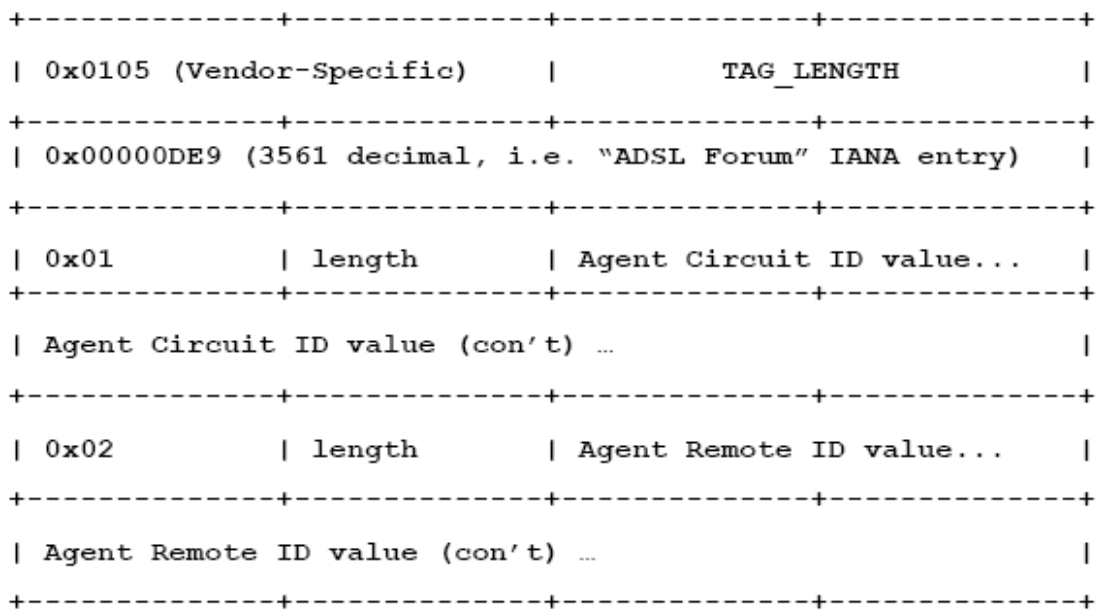 +--------------+--------------+--------------+--------------+
| 0x0105 (Vendor-Specific) | TAG_LENGTH |
+--------------+--------------+--------------+--------------+
| 0x00000DE9 (3561 decimal, i.e. “ADSL Forum” IANA entry) |
+--------------+--------------+--------------+--------------+
| 0x01 | length | Agent Circuit ID value... |
+--------------+--------------+--------------+--------------+
| Agent Circuit ID value (con’t) … |
+--------------+--------------+--------------+--------------+
| 0x02 | length | Agent Remote ID value... |
+--------------+--------------+--------------+--------------+
| Agent Remote ID value (con’t) … |
+--------------+--------------+--------------+--------------+